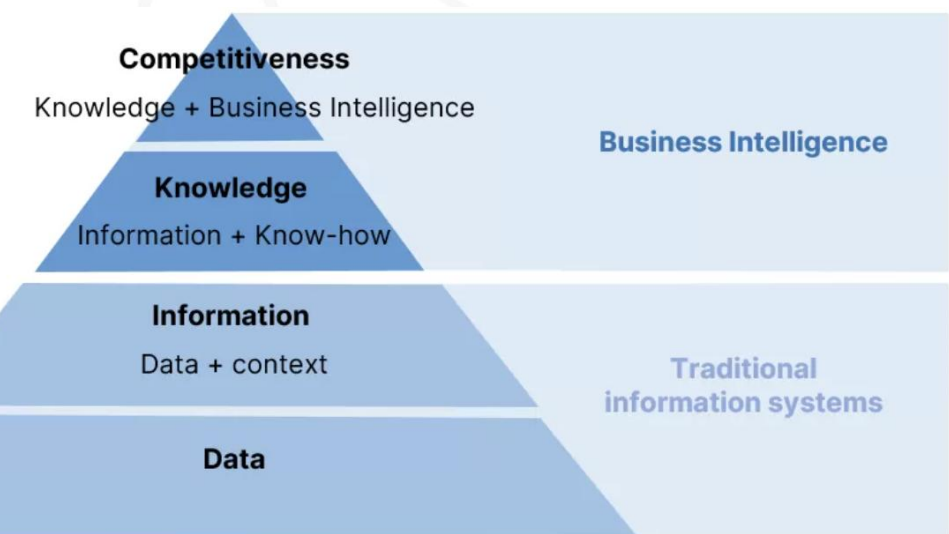 Competitiveness
Knowledge + Business Intelligence
Business Intelligence
Knowledge
Information + Know-how
Information
Data + context
Traditional
information systems
Data